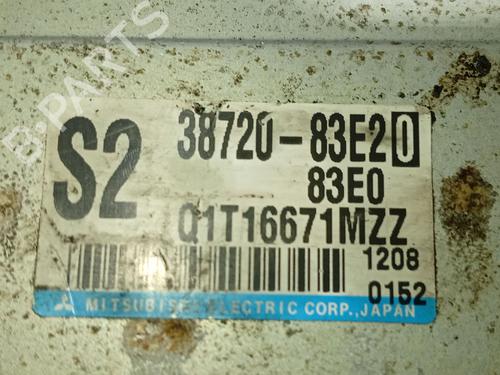 B-PARTS
S2
38720-83E20
83E0
Q1T16671MZZ
1208
0152
MITSUBISHI ELECTRIC CORP., JAPAN